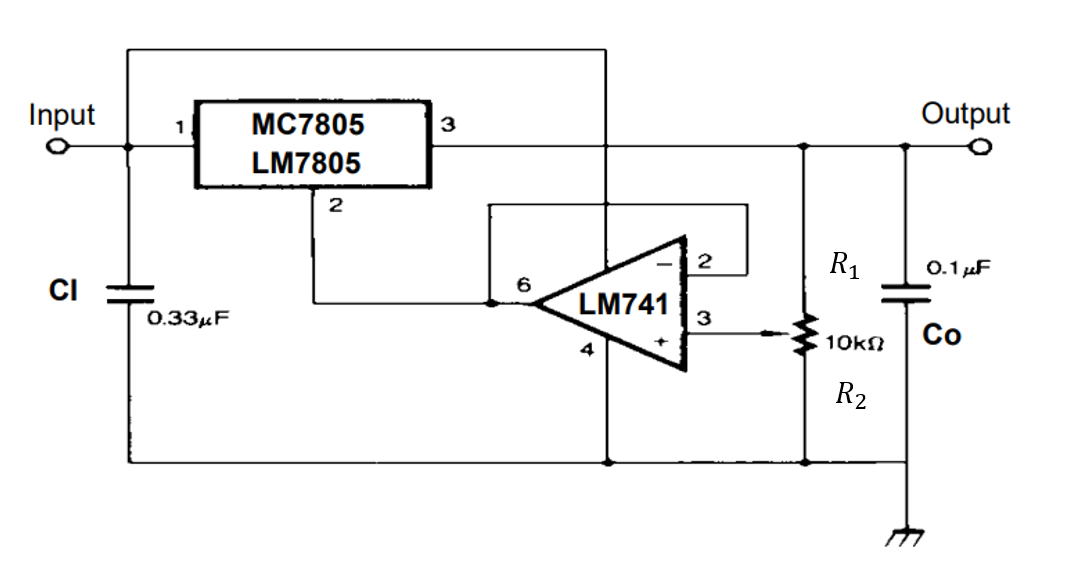 Input
Output
1
MC7805
LM7805
3
2
6
2
LM741
3
4
−
+
CI
0.33μF
R₁
10kΩ
R₂
0.1μF
Co